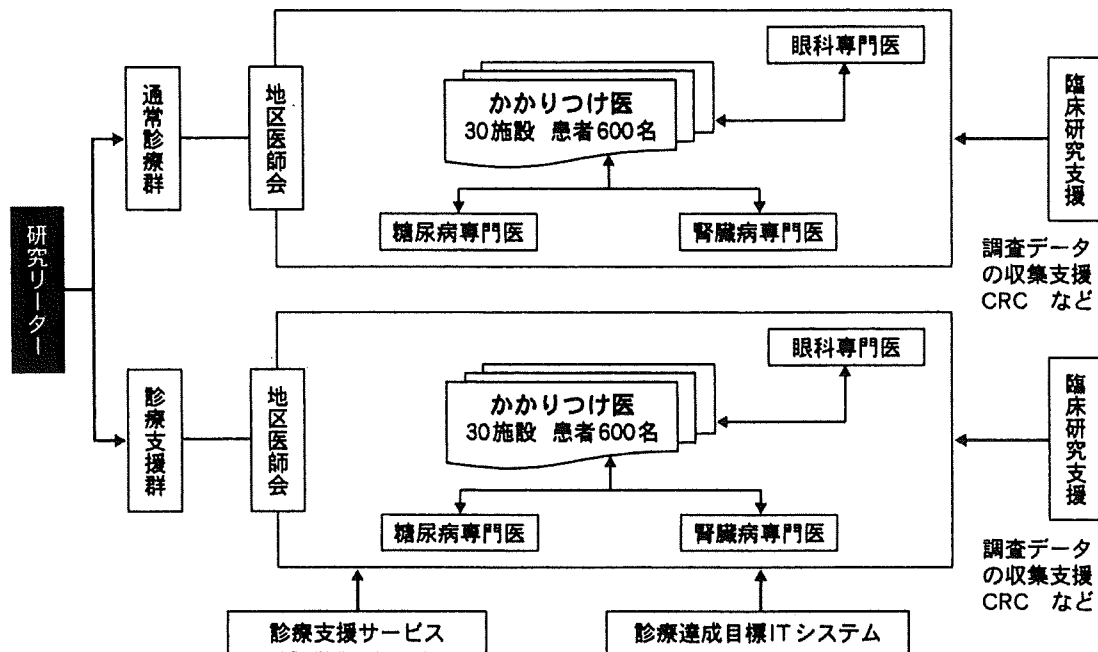 研究リーター
通常診療群
地区医師会
眼科専門医
かかりつけ医
30施設 患者600名
糖尿病専門医
腎臓病専門医
臨床研究支援
調査データ
の収集支援
CRC など
診療支援群
地区医師会
眼科専門医
かかりつけ医
30施設 患者600名
糖尿病専門医
腎臓病専門医
臨床研究支援
調査データ
の収集支援
CRC など
診療支援サービス
診療達成目標ITシステム